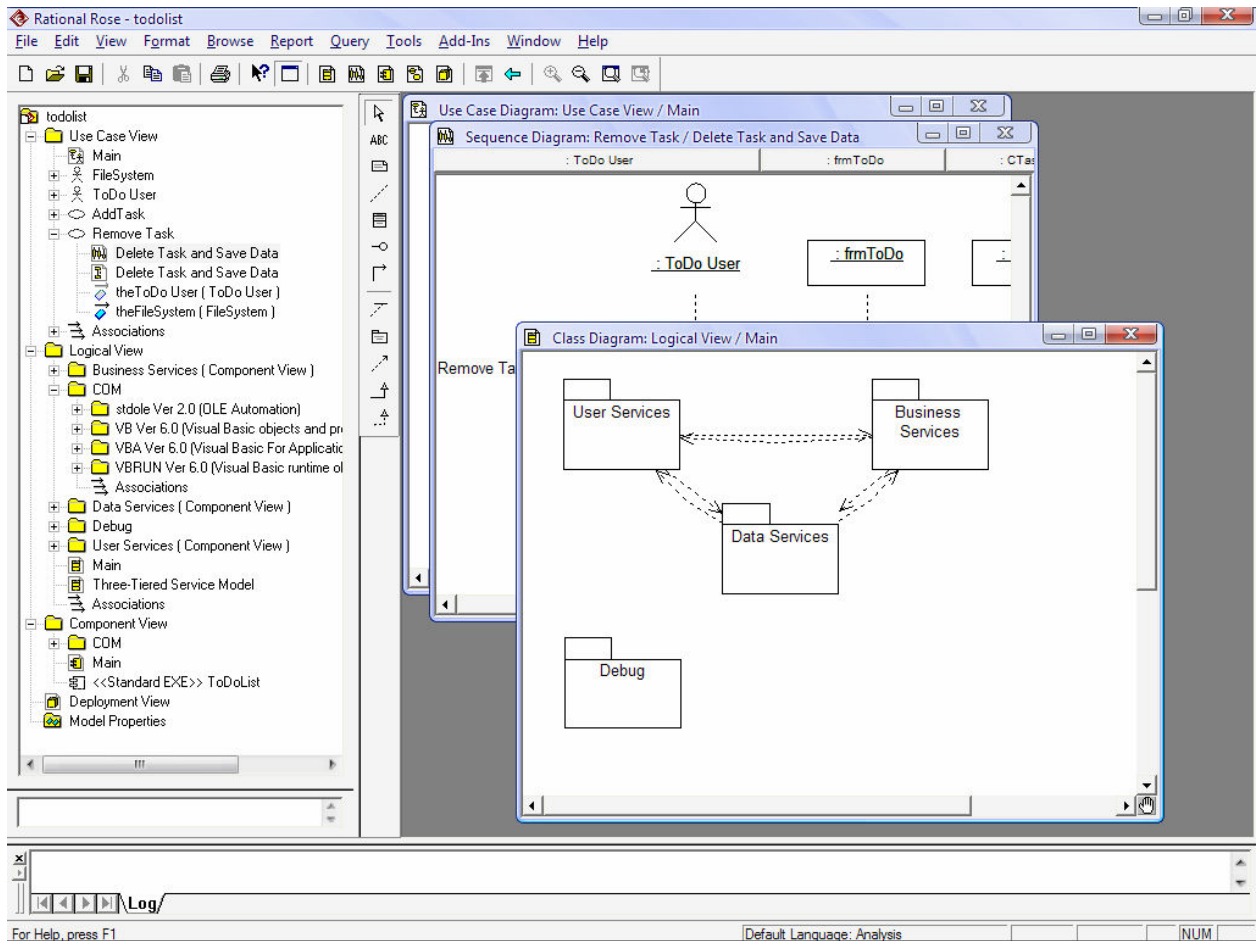 Rational Rose - todolist
File Edit View Format Browse Report Query Tools Add-Ins Window Help
todolist
Use Case View
Main
FileSystem
ToDo User
AddTask
Remove Task
Delete Task and Save Data
Delete Task and Save Data
theToDo User ( ToDo User )
theFileSystem ( FileSystem )
Associations
Logical View
Business Services ( Component View )
COM
stdole Ver 2.0 (OLE Automation)
VB Ver 6.0 (Visual Basic objects and pr
VBA Ver 6.0 (Visual Basic For Applicatic
VBRUN Ver 6.0 (Visual Basic runtime ol
Associations
Data Services ( Component View )
Debug
User Services ( Component View )
Main
Three-Tiered Service Model
Associations
Component View
COM
Main
<<Standard EXE>> ToDoList
Deployment View
Model Properties
ABC
Use Case Diagram: Use Case View / Main
Sequence Diagram: Remove Task / Delete Task and Save Data
: ToDo User : frmToDo : CTas
: ToDo User
: frmToDo
:
Remove Ta
Class Diagram: Logical View / Main
User Services
Business
Services
Data Services
Debug
Log
For Help, press F1 Default Language: Analysis NUM